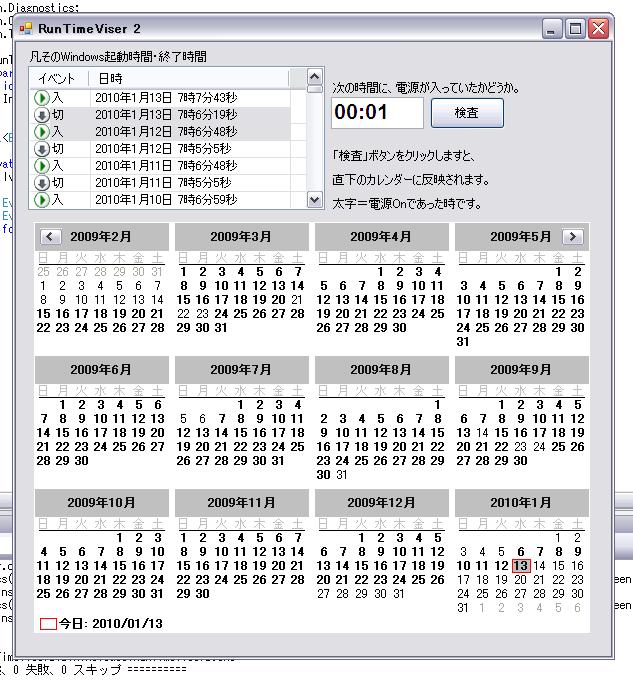 n.Diagnostics;
RunTimeViser 2
凡そのWindows起動時間・終了時間
イベント 日時
入 2010年1月13日 7時7分43秒
切 2010年1月13日 7時6分19秒
入 2010年1月12日 7時6分48秒
切 2010年1月12日 7時5分5秒
入 2010年1月11日 7時6分48秒
切 2010年1月11日 7時5分5秒
入 2010年1月10日 7時6分59秒
次の時間に、電源が入っていたかどうか。
00:01 検査
「検査」ボタンをクリックしますと、
直下のカレンダーに反映されます。
太字＝電源Onであった時です。
2009年2月
日 月 火 水 木 金 土
25 26 27 28 29 30 31
1 2 3 4 5 6 7
8 9 10 11 12 13 14
15 16 17 18 19 20 21
22 23 24 25 26 27 28
2009年3月
日 月 火 水 木 金 土
1 2 3 4 5 6 7
8 9 10 11 12 13 14
15 16 17 18 19 20 21
22 23 24 25 26 27 28
29 30 31
2009年4月
日 月 火 水 木 金 土
1 2 3 4
5 6 7 8 9 10 11
12 13 14 15 16 17 18
19 20 21 22 23 24 25
26 27 28 29 30
2009年5月
日 月 火 水 木 金 土
1 2
3 4 5 6 7 8 9
10 11 12 13 14 15 16
17 18 19 20 21 22 23
24 25 26 27 28 29 30
31
2009年6月
日 月 火 水 木 金 土
1 2 3 4 5 6
7 8 9 10 11 12 13
14 15 16 17 18 19 20
21 22 23 24 25 26 27
28 29 30
2009年7月
日 月 火 水 木 金 土
1 2 3 4
5 6 7 8 9 10 11
12 13 14 15 16 17 18
19 20 21 22 23 24 25
26 27 28 29 30 31
2009年8月
日 月 火 水 木 金 土
1
2 3 4 5 6 7 8
9 10 11 12 13 14 15
16 17 18 19 20 21 22
23 24 25 26 27 28 29
30 31
2009年9月
日 月 火 水 木 金 土
1 2 3 4 5
6 7 8 9 10 11 12
13 14 15 16 17 18 19
20 21 22 23 24 25 26
27 28 29 30
2009年10月
日 月 火 水 木 金 土
1 2 3
4 5 6 7 8 9 10
11 12 13 14 15 16 17
18 19 20 21 22 23 24
25 26 27 28 29 30 31
2009年11月
日 月 火 水 木 金 土
1 2 3 4 5 6 7
8 9 10 11 12 13 14
15 16 17 18 19 20 21
22 23 24 25 26 27 28
29 30
2009年12月
日 月 火 水 木 金 土
1 2 3 4 5
6 7 8 9 10 11 12
13 14 15 16 17 18 19
20 21 22 23 24 25 26
27 28 29 30 31
2010年1月
日 月 火 水 木 金 土
1 2
3 4 5 6 7 8 9
10 11 12 13 14 15 16
17 18 19 20 21 22 23
24 25 26 27 28 29 30
31 1 2 3 4 5 6
今日: 2010/01/13
、0 失敗、0 スキップ ==========